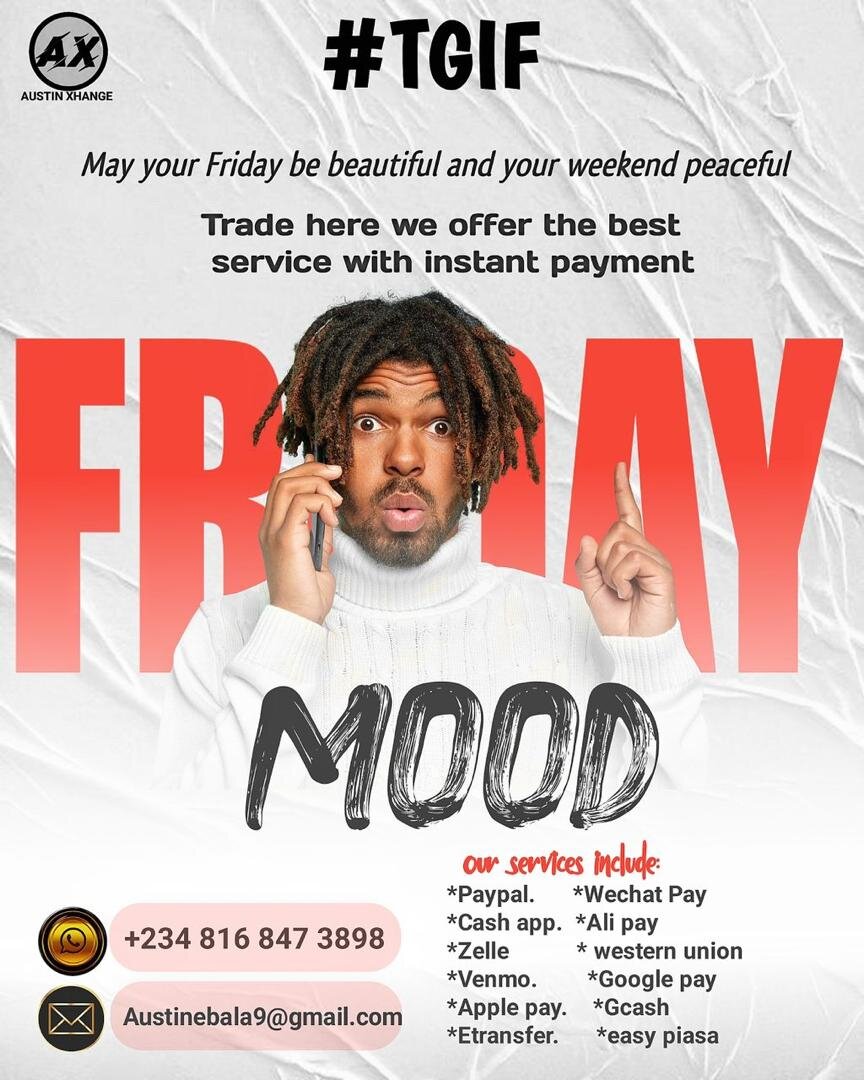 AX
AUSTIN XHANGE
#TGIF
May your Friday be beautiful and your weekend peaceful
Trade here we offer the best
service with instant payment
FRIDAY
MOOD
our services include:
*Paypal. *Wechat Pay
*Cash app. *Ali pay
*Zelle * western union
*Venmo. *Google pay
*Apple pay. *Gcash
*Etransfer. *easy piasa
+234 816 847 3898
Austinebala9@gmail.com